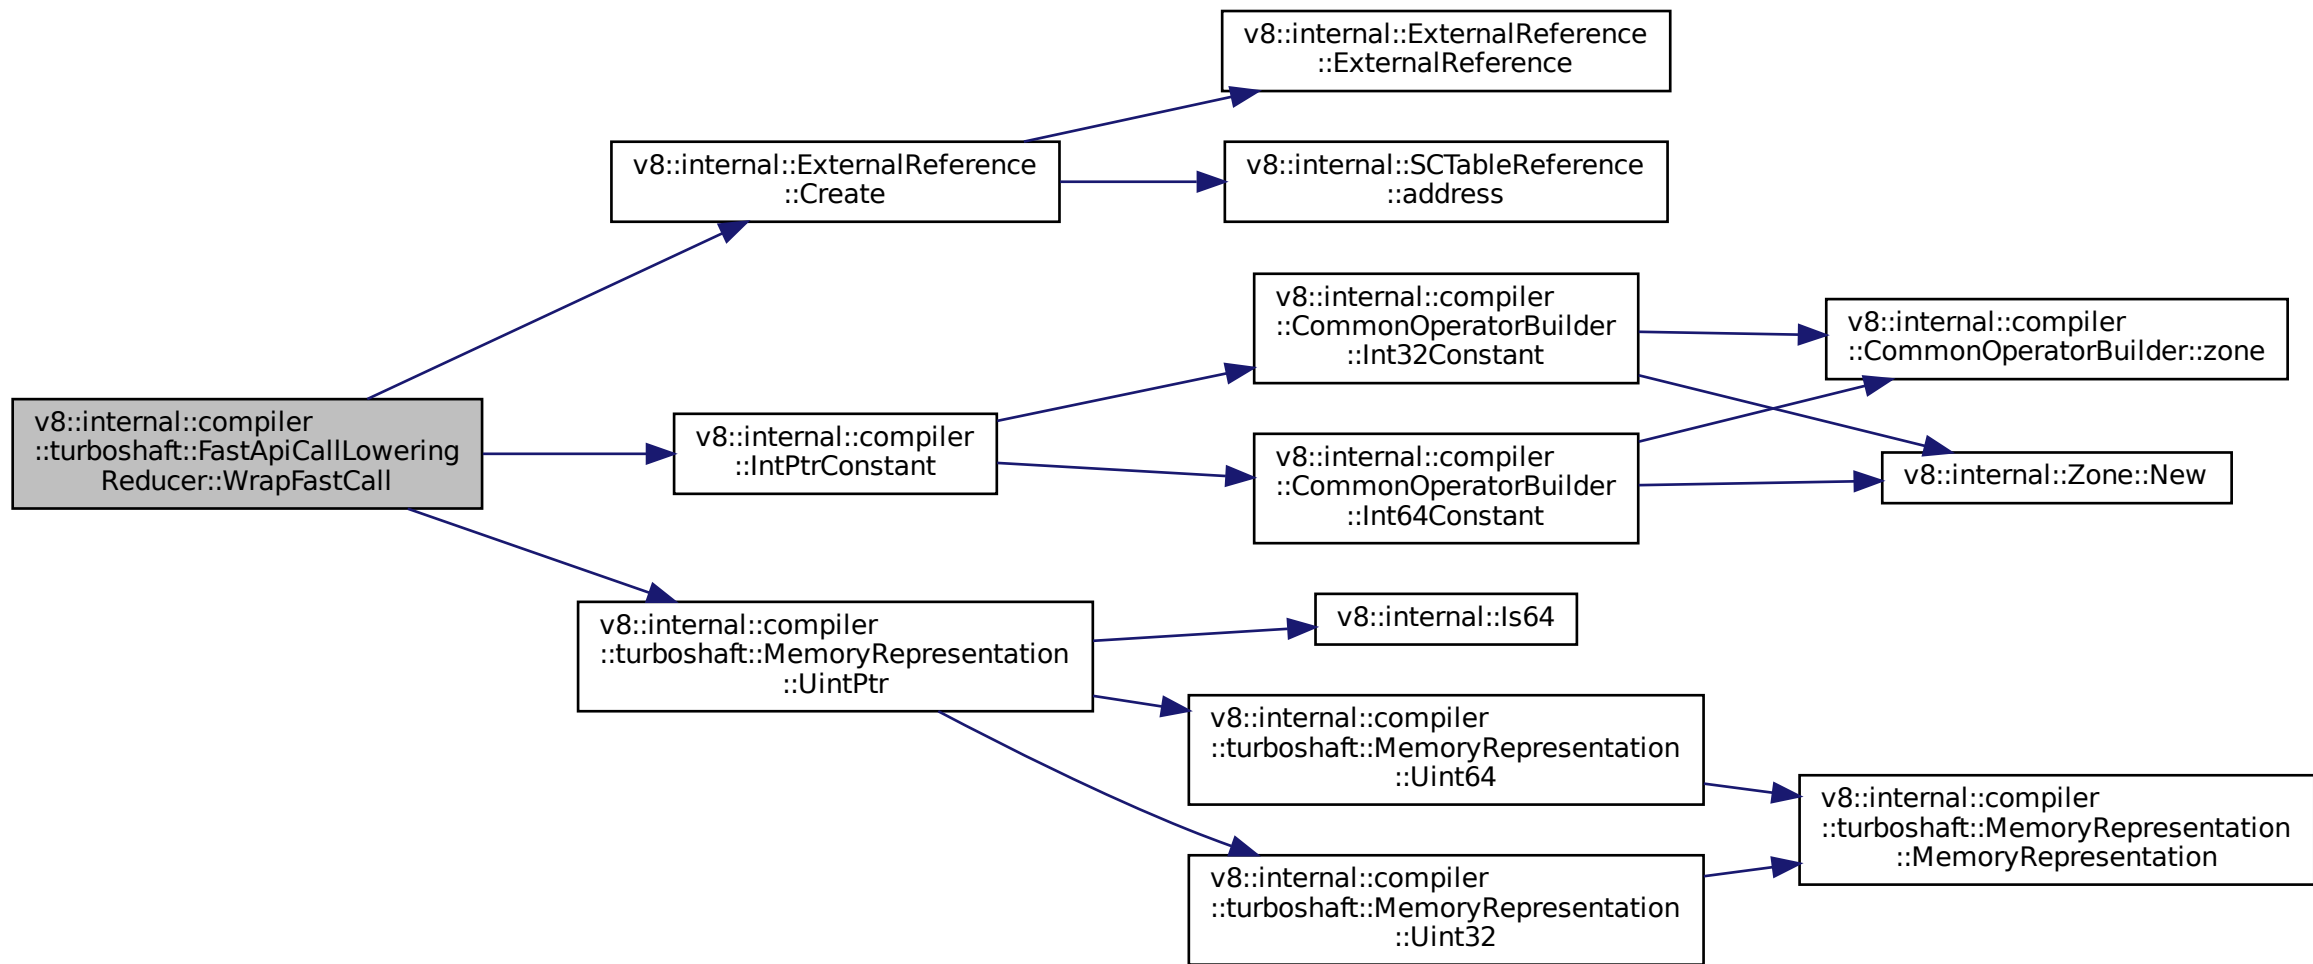 v8::internal::compiler
::turboshaft::FastApiCallLowering
Reducer::WrapFastCall
v8::internal::ExternalReference
::Create
v8::internal::ExternalReference
::ExternalReference
v8::internal::SCTableReference
::address
v8::internal::compiler
::IntPtrConstant
v8::internal::compiler
::CommonOperatorBuilder
::Int32Constant
v8::internal::compiler
::CommonOperatorBuilder::zone
v8::internal::Zone::New
v8::internal::compiler
::CommonOperatorBuilder
::Int64Constant
v8::internal::compiler
::turboshaft::MemoryRepresentation
::UintPtr
v8::internal::Is64
v8::internal::compiler
::turboshaft::MemoryRepresentation
::Uint64
v8::internal::compiler
::turboshaft::MemoryRepresentation
::MemoryRepresentation
v8::internal::compiler
::turboshaft::MemoryRepresentation
::Uint32